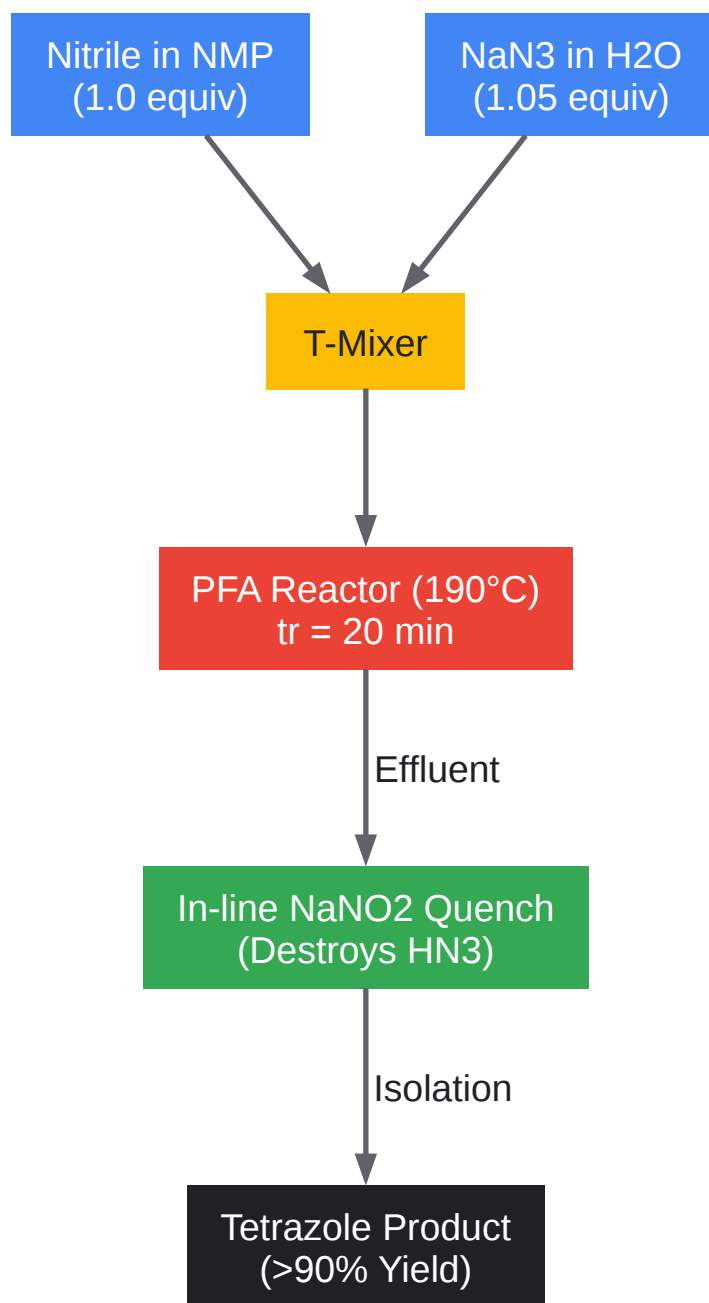 Nitrile in NMP
(1.0 equiv)
NaN3 in H2O
(1.05 equiv)
T-Mixer
PFA Reactor (190°C)
tr = 20 min
Effluent
In-line NaNO2 Quench
(Destroys HN3)
Isolation
Tetrazole Product
(>90% Yield)